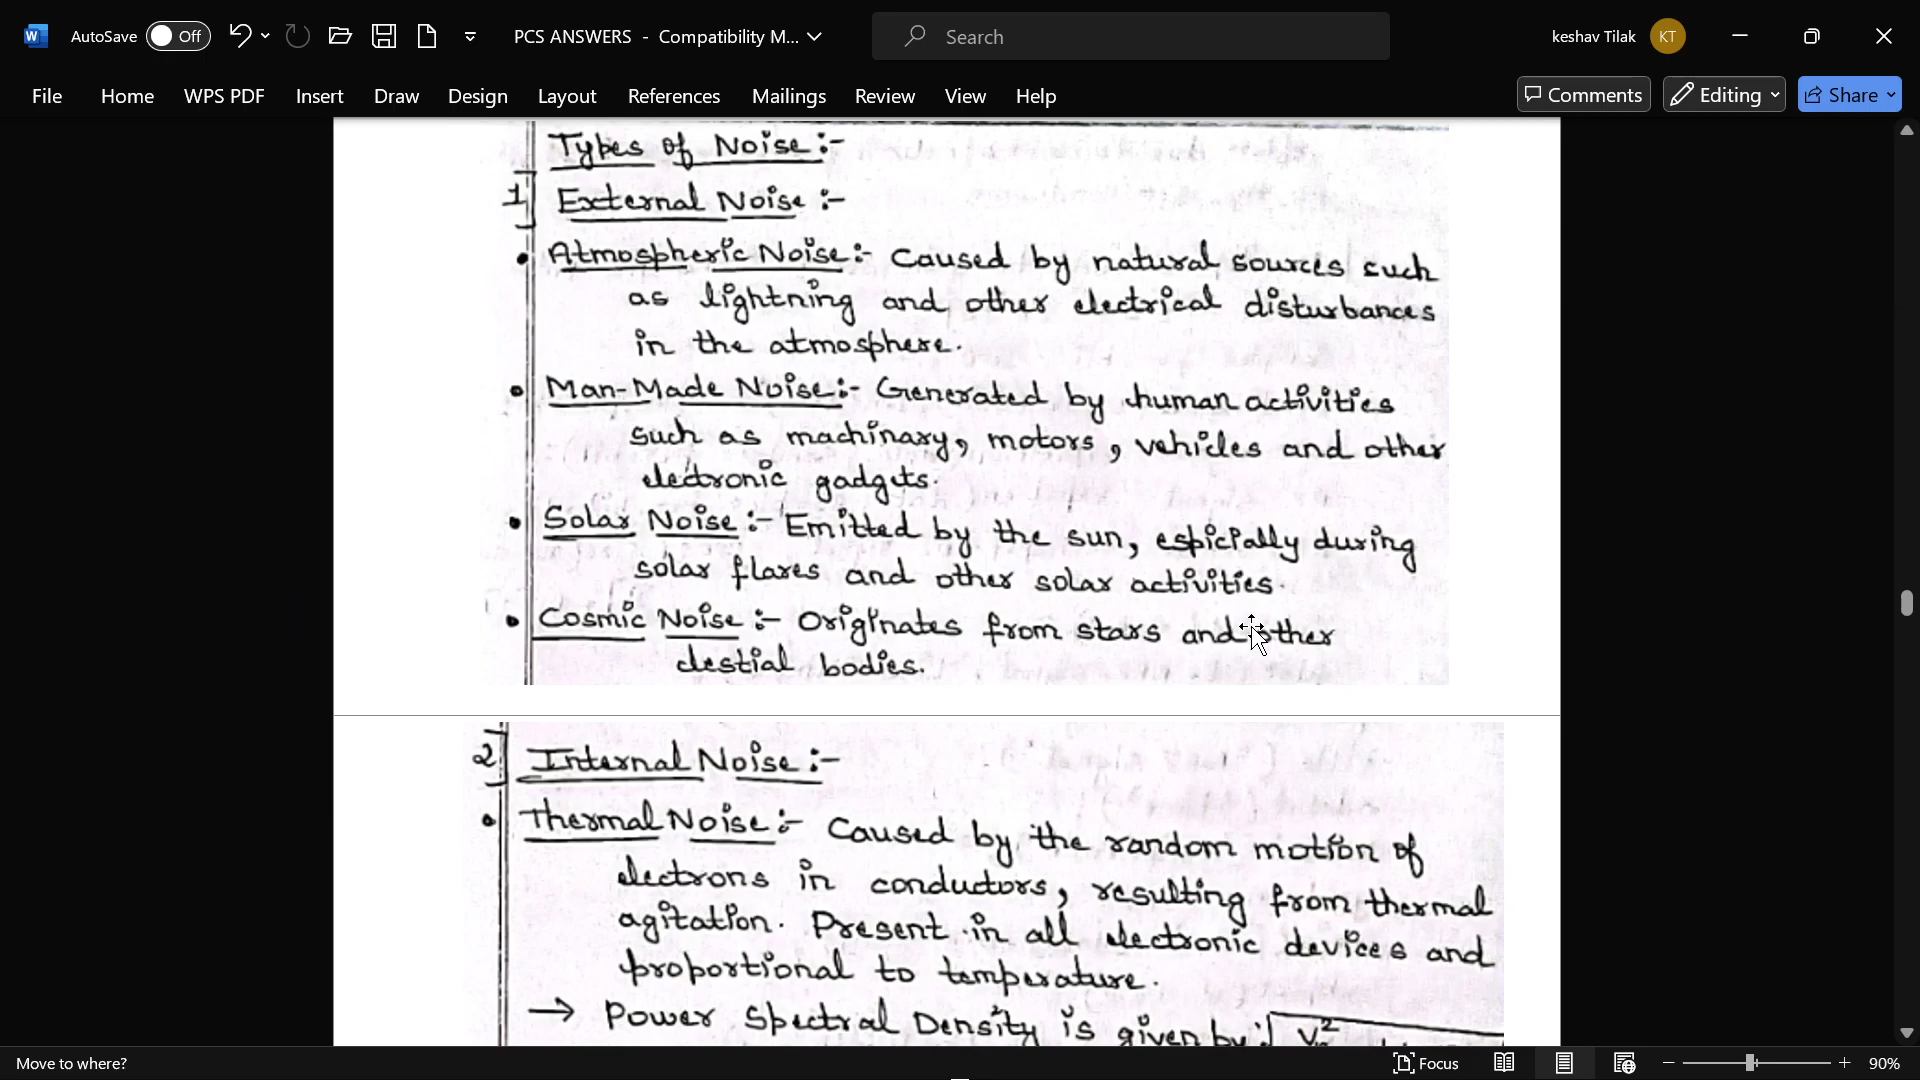 AutoSave Off PCS ANSWERS - Compatibility M... Search keshav Tilak KT
File Home WPS PDF Insert Draw Design Layout References Mailings Review View Help Comments Editing Share
Types of Noise :-
1] External Noise :-
• Atmospheric Noise :- Caused by natural sources such
as lightning and other electrical disturbances
in the atmosphere.
• Man-Made Noise :- Generated by human activities
such as machinary, motors, vehicles and other
electronic gadgets.
• Solar Noise :- Emitted by the sun, espicially during
solar flares and other solar activities.
• Cosmic Noise :- Originates from stars and other
clestial bodies.
2] Internal Noise :-
• Thermal Noise :- Caused by the random motion of
electrons in conductors, resulting from thermal
agitation. Present in all electronic devices and
proportional to temperature.
→ Power Spectral Density is given by :
Move to where? Focus 90%